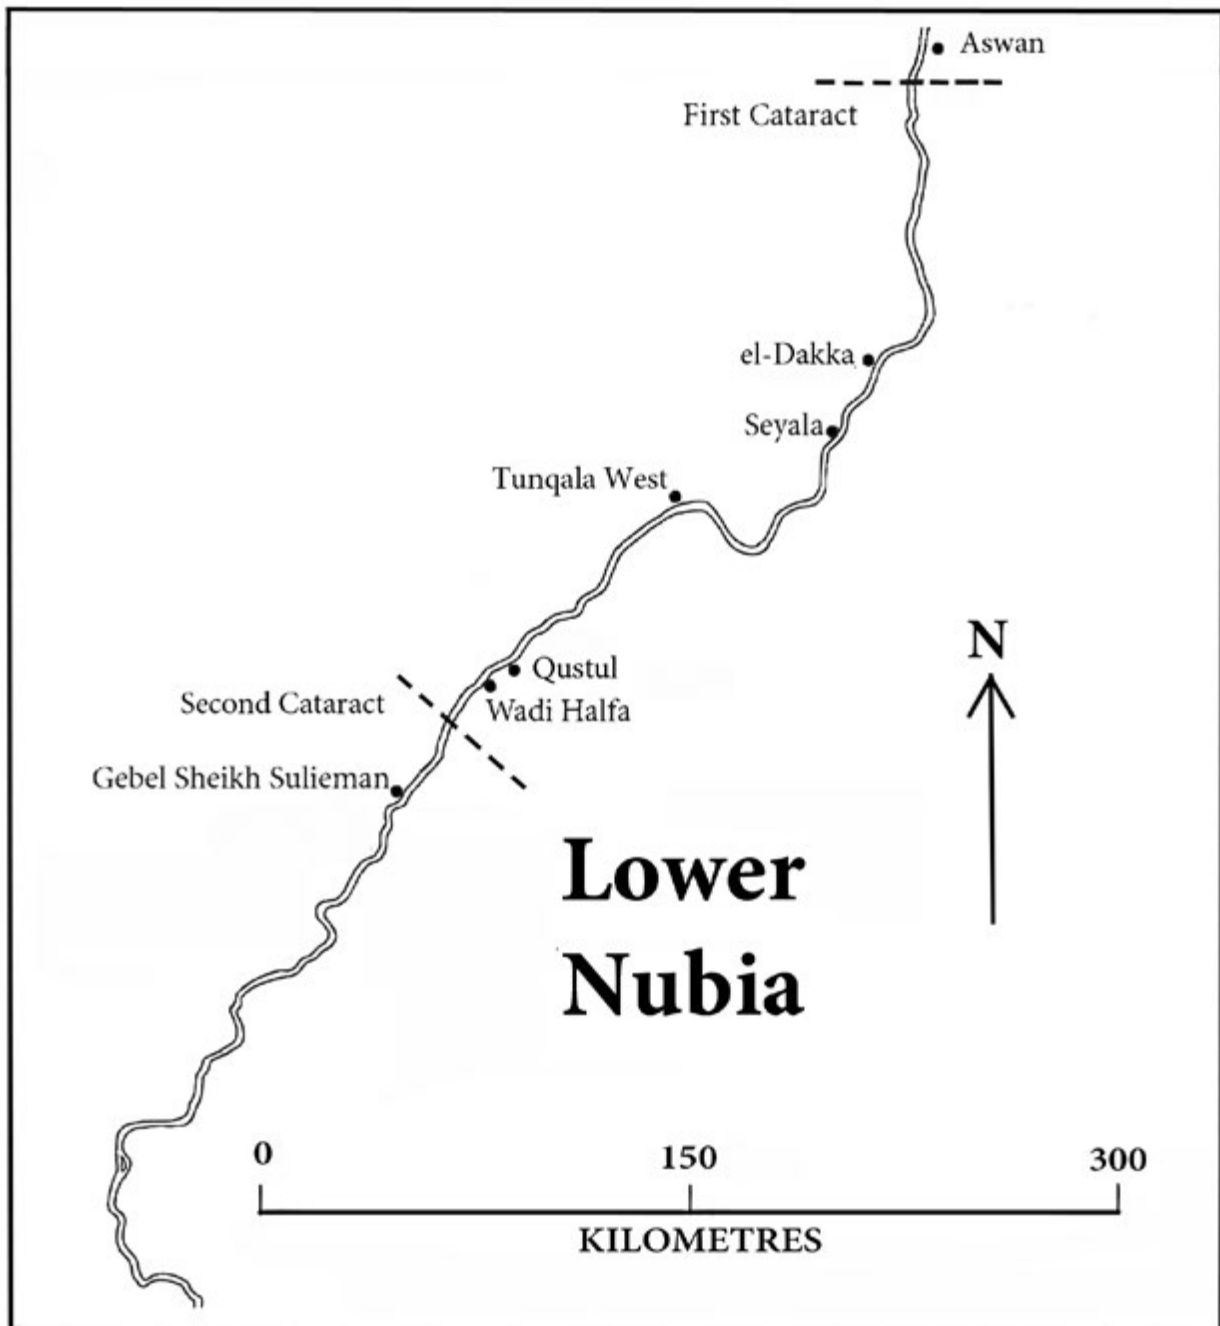 Aswan
First Cataract
el-Dakka
Seyala
Tunqala West
N
Qustul
Second Cataract
Wadi Halfa
Gebel Sheikh Sulieman
Lower
Nubia
0 150 300
KILOMETRES